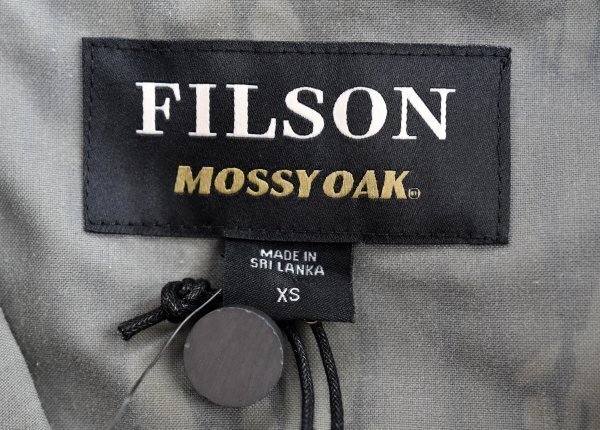 FILSON
MOSSY OAK®
MADE IN
SRI LANKA
XS